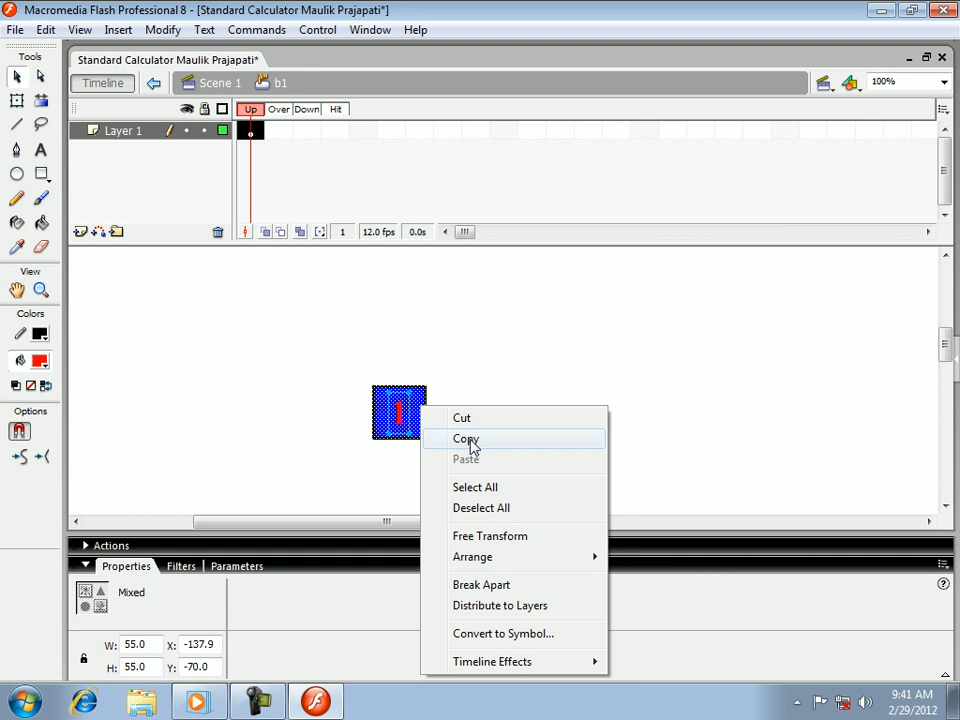 Macromedia Flash Professional 8 - [Standard Calculator Maulik Prajapati*]
File Edit View Insert Modify Text Commands Control Window Help
Tools
Standard Calculator Maulik Prajapati*
Timeline Scene 1 b1 100%
Up Over Down Hit
Layer 1
1 12.0 fps 0.0s
View
Colors
Options
1
Cut
Copy
Paste
Select All
Deselect All
Free Transform
Arrange
Break Apart
Distribute to Layers
Convert to Symbol...
Timeline Effects
Actions
Properties Filters Parameters
Mixed
W: 55.0 X: -137.9
H: 55.0 Y: -70.0
9:41 AM
2/29/2012